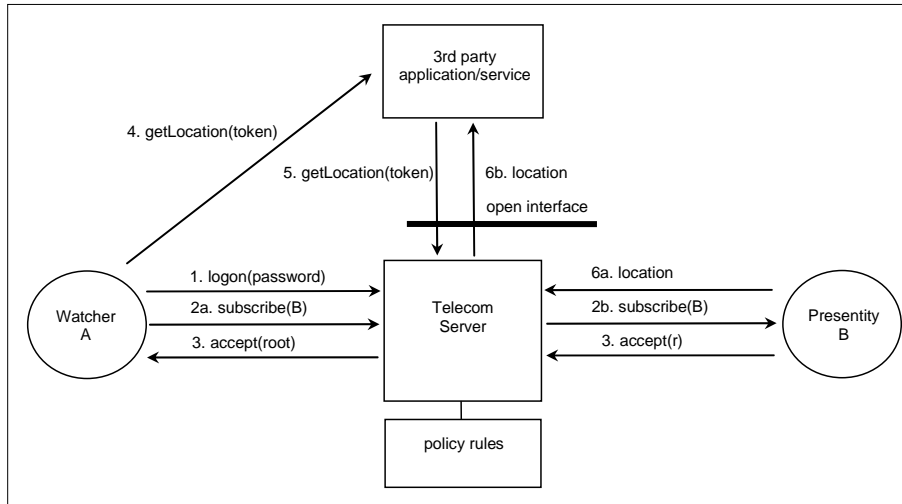 3rd party
application/service
4. getLocation(token)
5. getLocation(token)
6b. location
open interface
1. logon(password)
6a. location
Watcher
A
2a. subscribe(B)
Telecom
Server
2b. subscribe(B)
Presentity
B
3. accept(root)
3. accept(r)
policy rules